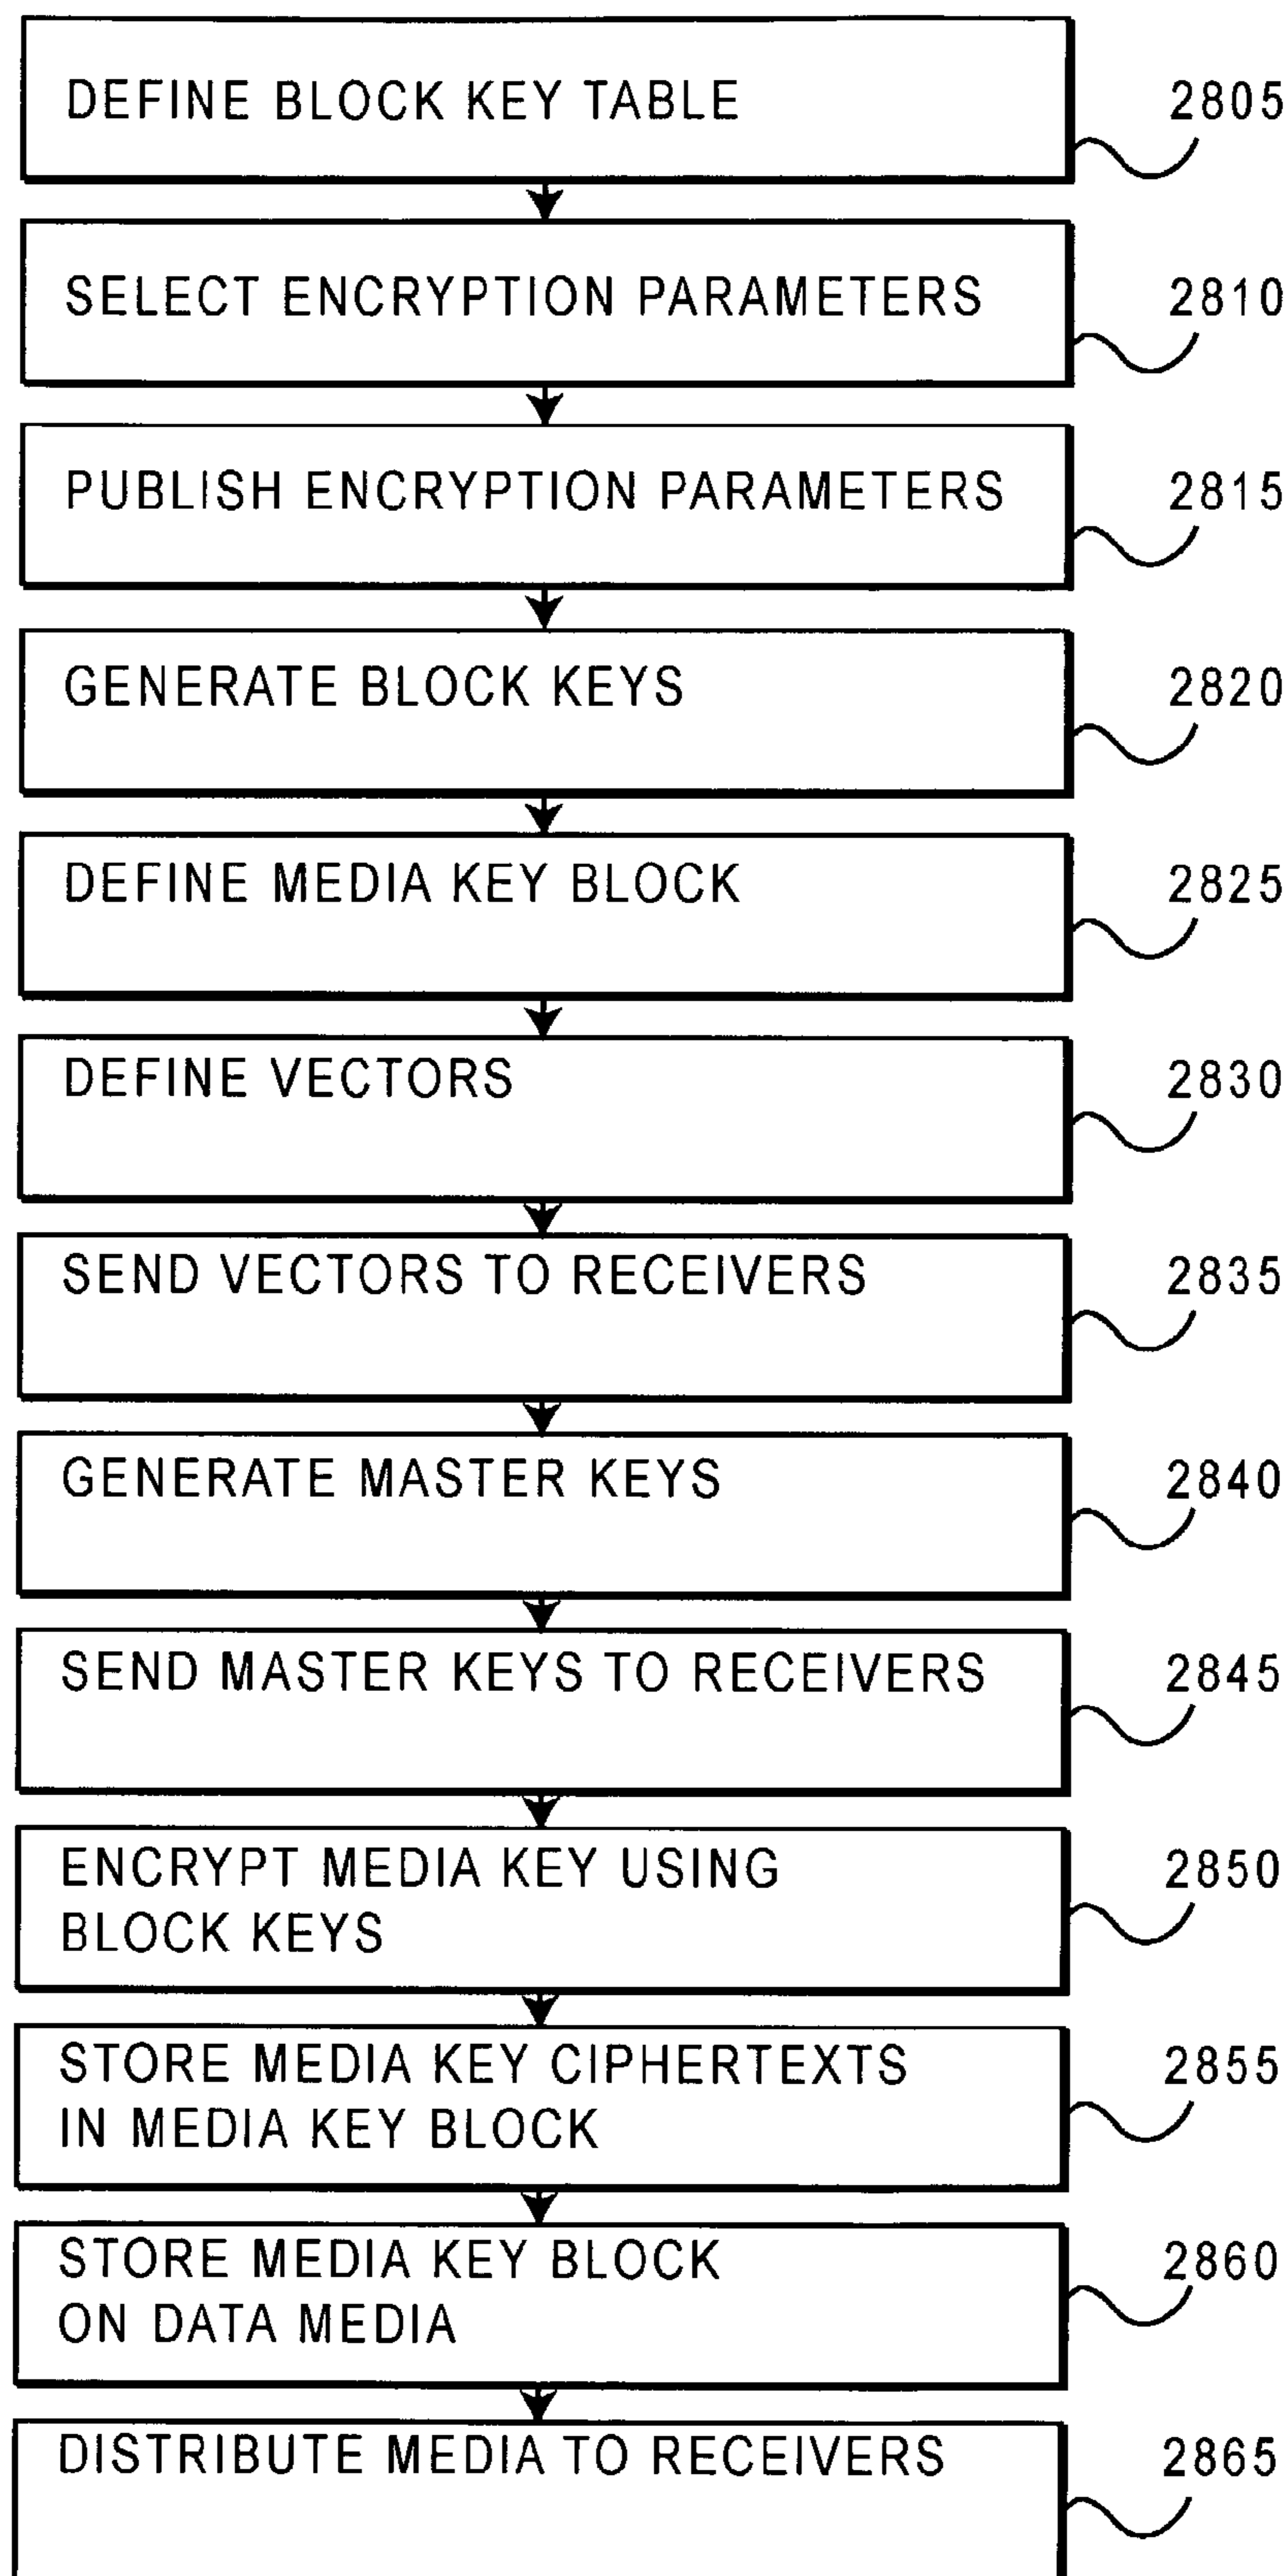 DEFINE BLOCK KEY TABLE
2805
SELECT ENCRYPTION PARAMETERS
2810
PUBLISH ENCRYPTION PARAMETERS
2815
GENERATE BLOCK KEYS
2820
DEFINE MEDIA KEY BLOCK
2825
DEFINE VECTORS
2830
SEND VECTORS TO RECEIVERS
2835
GENERATE MASTER KEYS
2840
SEND MASTER KEYS TO RECEIVERS
2845
ENCRYPT MEDIA KEY USING
BLOCK KEYS
2850
STORE MEDIA KEY CIPHERTEXTS
IN MEDIA KEY BLOCK
2855
STORE MEDIA KEY BLOCK
ON DATA MEDIA
2860
DISTRIBUTE MEDIA TO RECEIVERS
2865